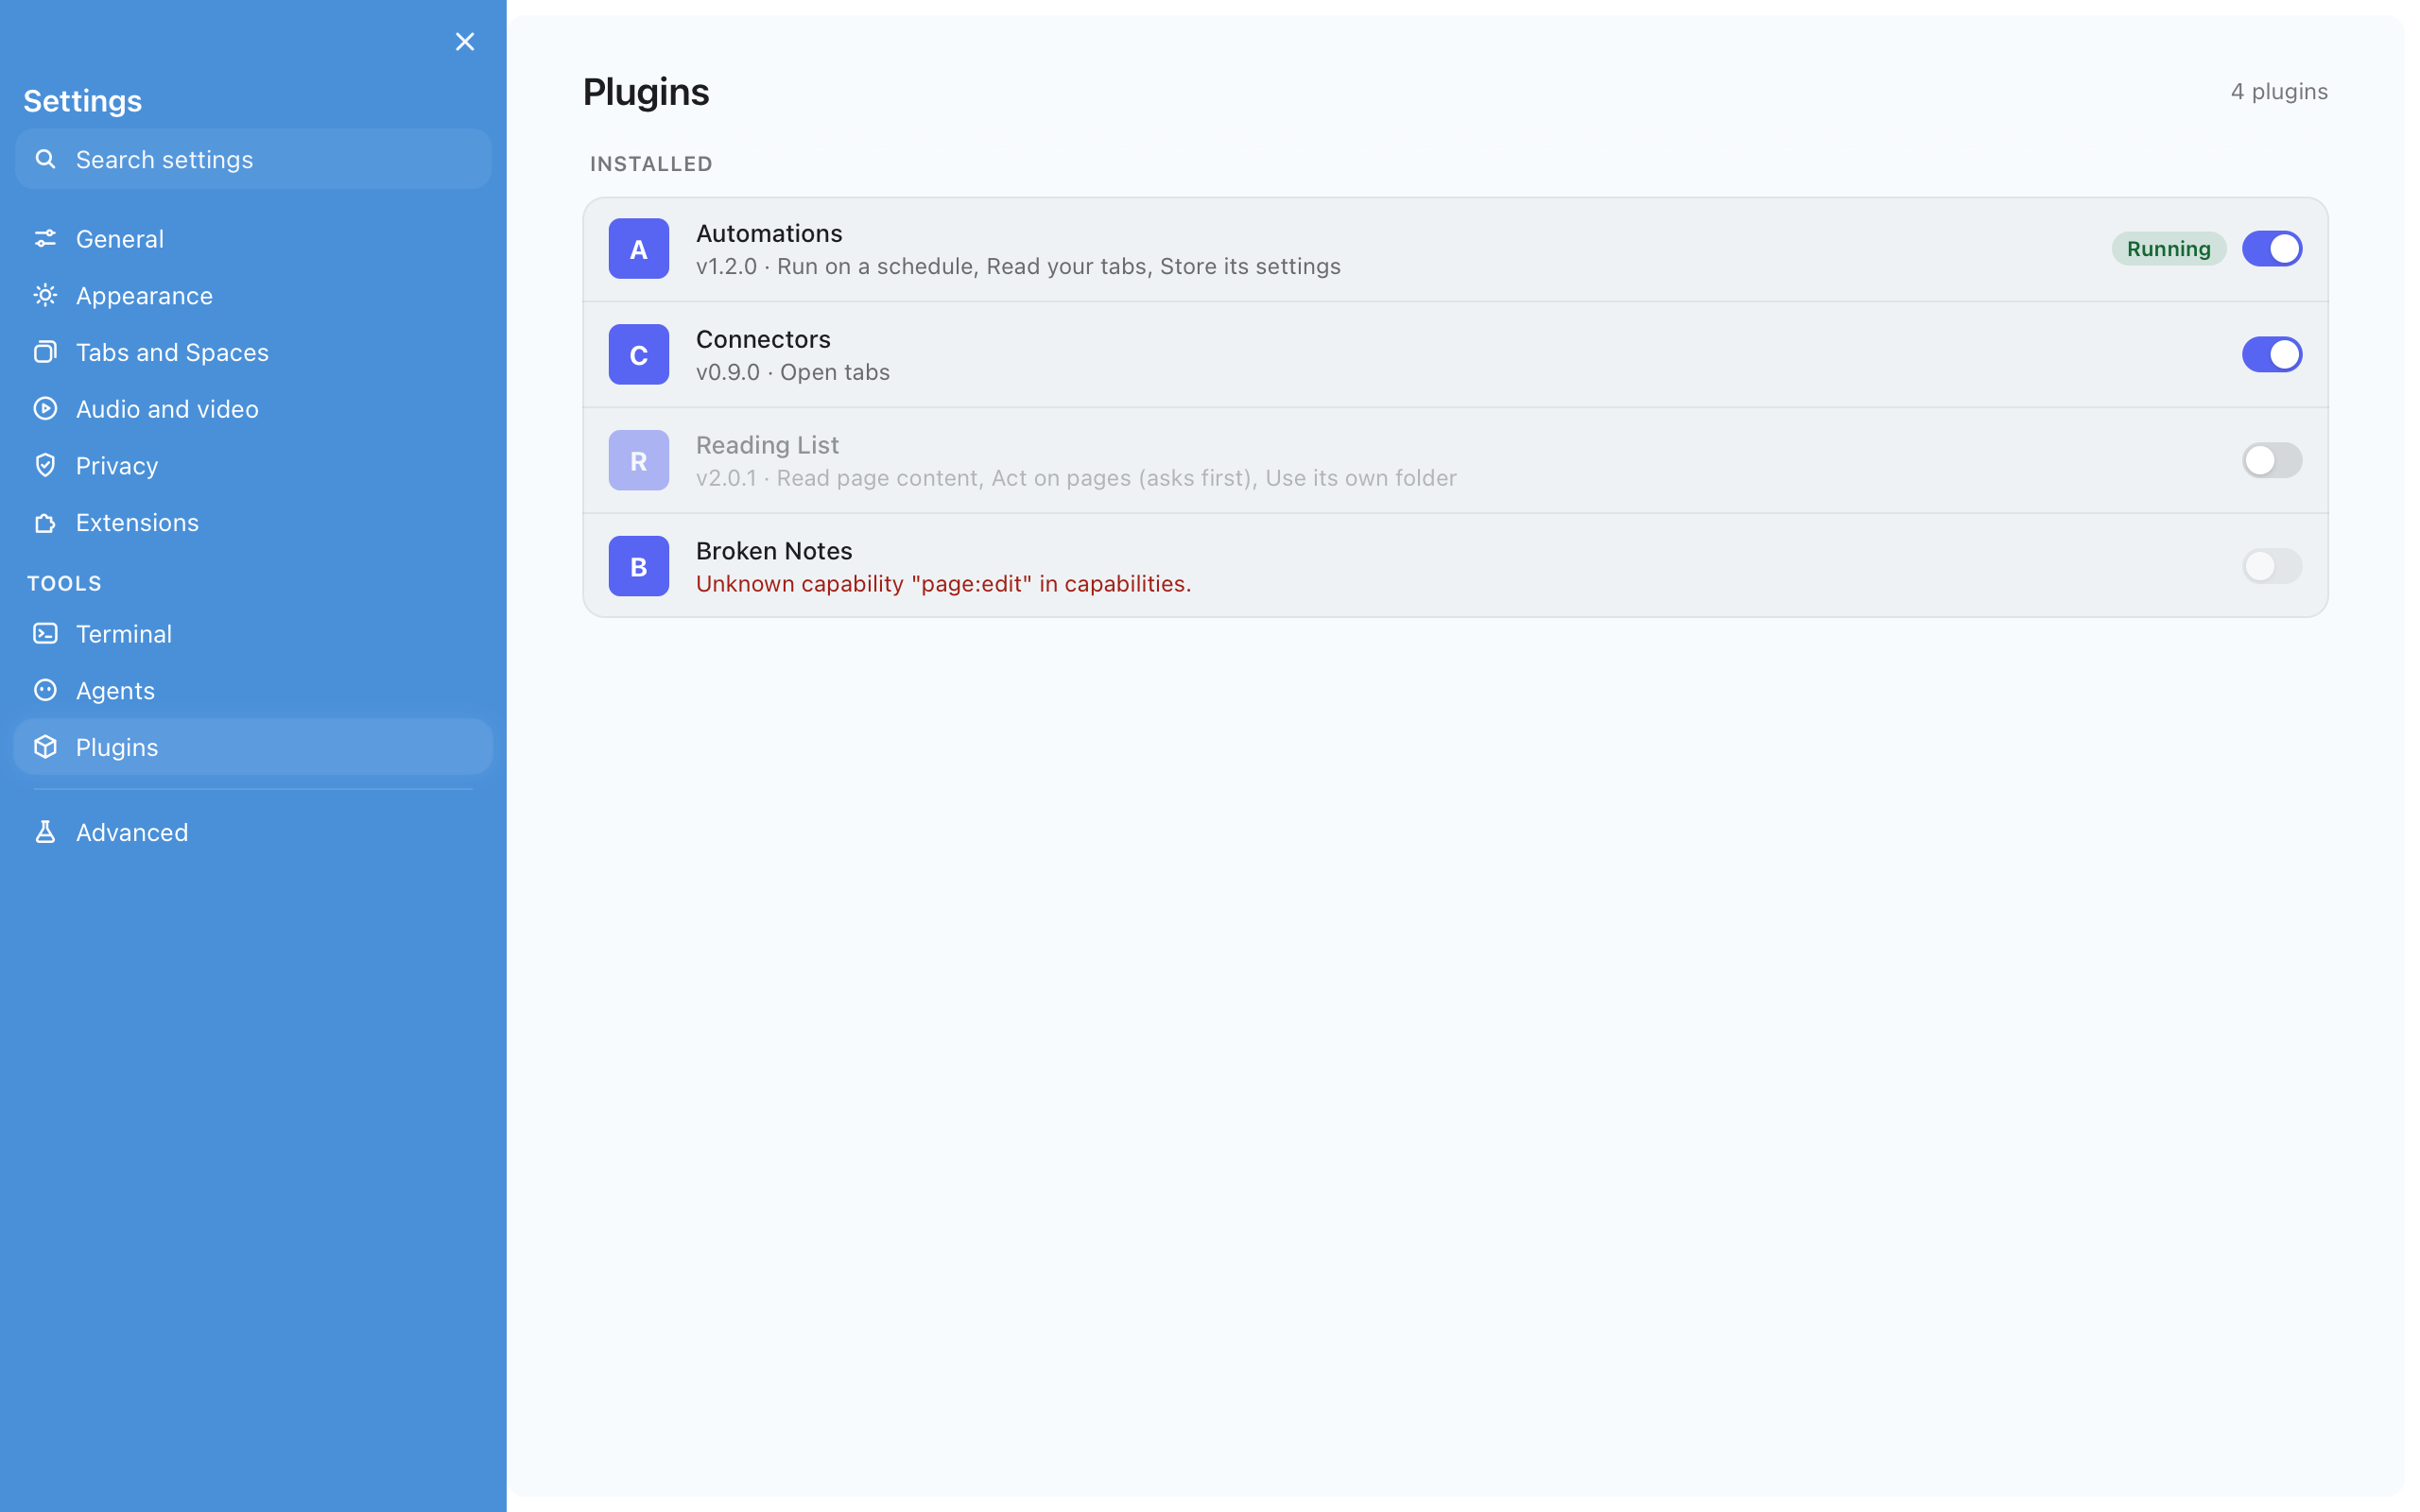 Settings
Search settings
General
Appearance
Tabs and Spaces
Audio and video
Privacy
Extensions
TOOLS
Terminal
Agents
Plugins
Advanced
Plugins
4 plugins
INSTALLED
A
Automations
v1.2.0 · Run on a schedule, Read your tabs, Store its settings
Running
C
Connectors
v0.9.0 · Open tabs
R
Reading List
v2.0.1 · Read page content, Act on pages (asks first), Use its own folder
B
Broken Notes
Unknown capability "page:edit" in capabilities.